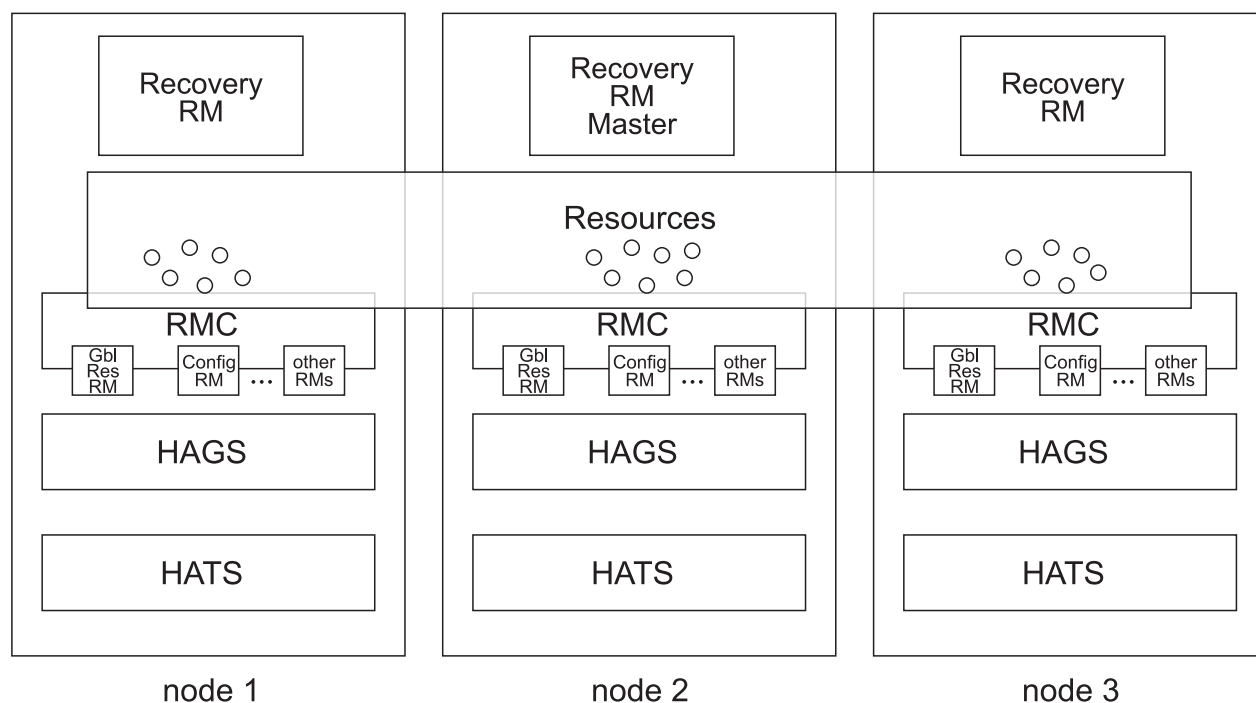 Recovery
RM
Recovery
RM
Master
Recovery
RM
Resources
RMC
RMC
RMC
Gbl
Res
RM
Config
RM
...
other
RMs
Gbl
Res
RM
Config
RM
...
other
RMs
Gbl
Res
RM
Config
RM
...
other
RMs
HAGS
HAGS
HAGS
HATS
HATS
HATS
node 1
node 2
node 3